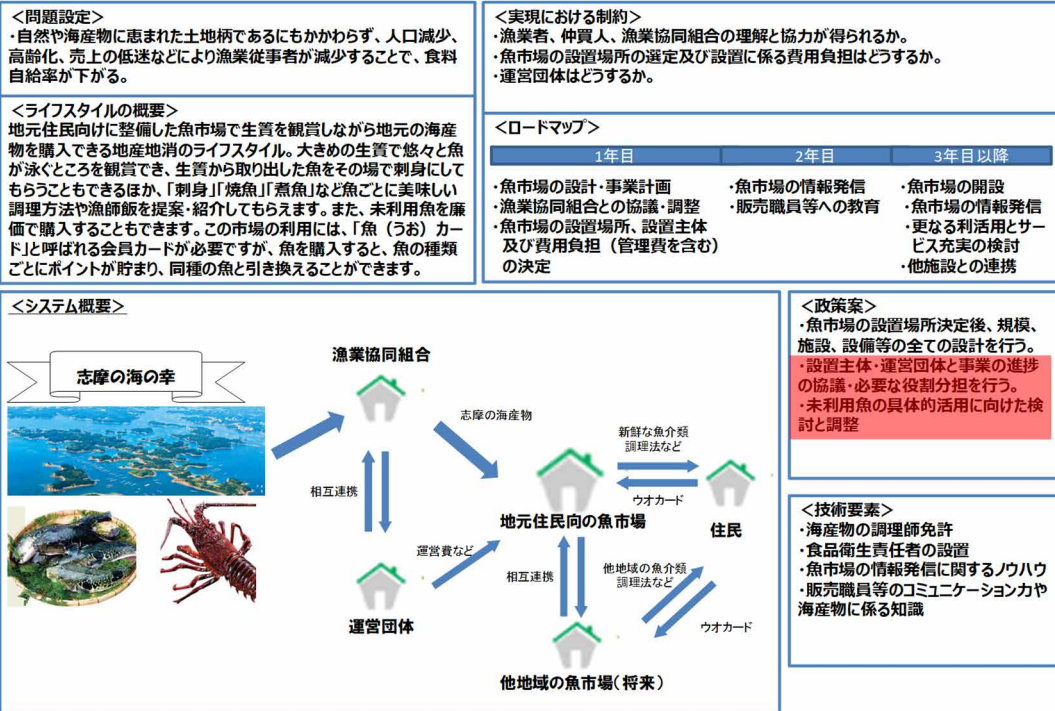 ＜問題設定＞
・自然や海産物に恵まれた土地柄であるにもかかわらず、人口減少、
高齢化、売上の低迷などにより漁業従事者が減少することで、食料
自給率が下がる。
＜ライフスタイルの概要＞
地元住民向けに整備した魚市場で生簀を観賞しながら地元の海産
物を購入できる地産地消のライフスタイル。大きめの生簀で悠々と魚
が泳ぐところを観賞でき、生簀から取り出した魚をその場で刺身にして
もらうこともできるほか、「刺身」「焼魚」「煮魚」など魚ごとに美味しい
調理方法や漁師飯を提案・紹介してもらえます。また、未利用魚を廉
価で購入することもできます。この市場の利用には、「魚（うお）カー
ド」と呼ばれる会員カードが必要ですが、魚を購入すると、魚の種類
ごとにポイントが貯まり、同種の魚と引き換えることができます。
＜実現における制約＞
・漁業者、仲買人、漁業協同組合の理解と協力が得られるか。
・魚市場の設置場所の選定及び設置に係る費用負担はどうするか。
・運営団体はどうするか。
＜ロードマップ＞
1年目 2年目 3年目以降
・魚市場の設計・事業計画
・漁業協同組合との協議・調整
・魚市場の設置場所、設置主体
及び費用負担（管理費を含む）
の決定
・魚市場の情報発信
・販売職員等への教育
・魚市場の開設
・魚市場の情報発信
・更なる利活用とサー
ビス充実の検討
・他施設との連携
＜システム概要＞
志摩の海の幸
漁業協同組合
志摩の海産物
相互連携
運営費など
運営団体
地元住民向の魚市場
新鮮な魚介類
調理法など
ウオカード
住民
相互連携
他地域の魚介類
調理法など
ウオカード
他地域の魚市場（将来）
＜政策案＞
・魚市場の設置場所決定後、規模、
施設、設備等の全ての設計を行う。
・設置主体・運営団体と事業の進捗
の協議・必要な役割分担を行う。
・未利用魚の具体的活用に向けた検
討と調整
＜技術要素＞
・海産物の調理師免許
・食品衛生責任者の設置
・魚市場の情報発信に関するノウハウ
・販売職員等のコミュニケーション力や
海産物に係る知識